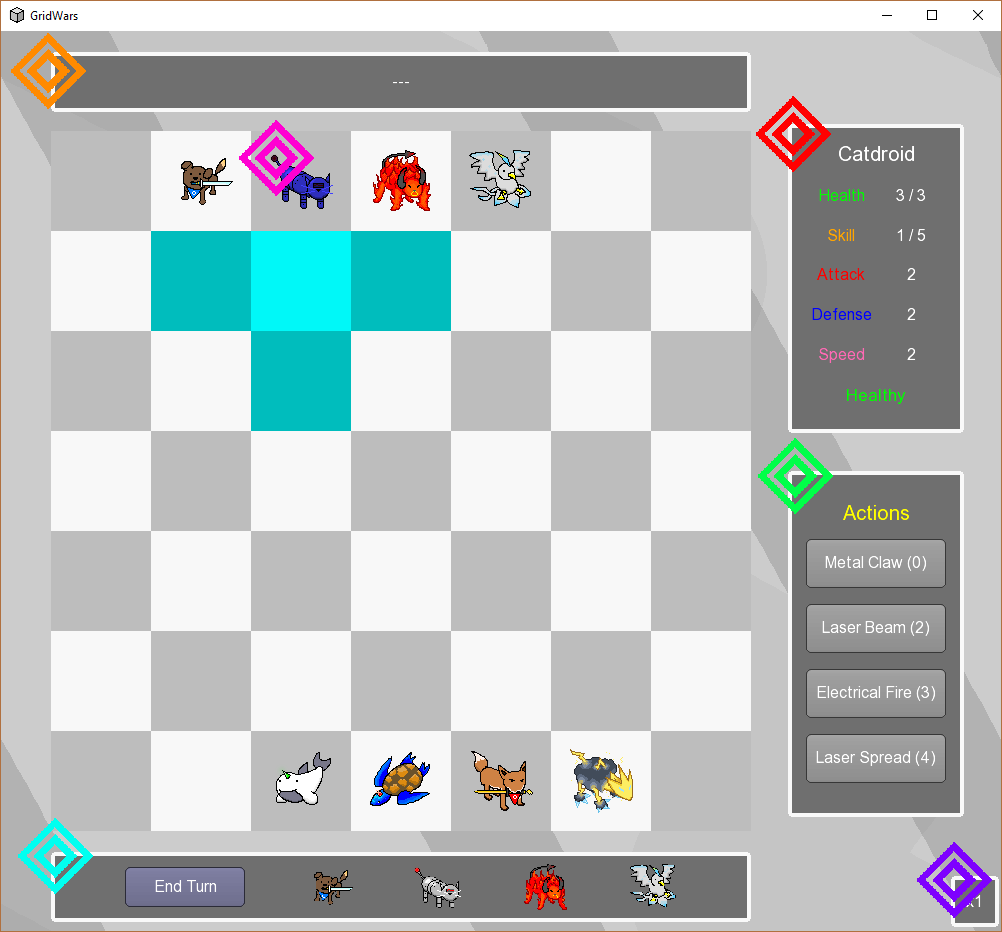 GridWars
---
Catdroid
Health 3 / 3
Skill 1 / 5
Attack 2
Defense 2
Speed 2
Healthy
Actions
Metal Claw (0)
Laser Beam (2)
Electrical Fire (3)
Laser Spread (4)
End Turn